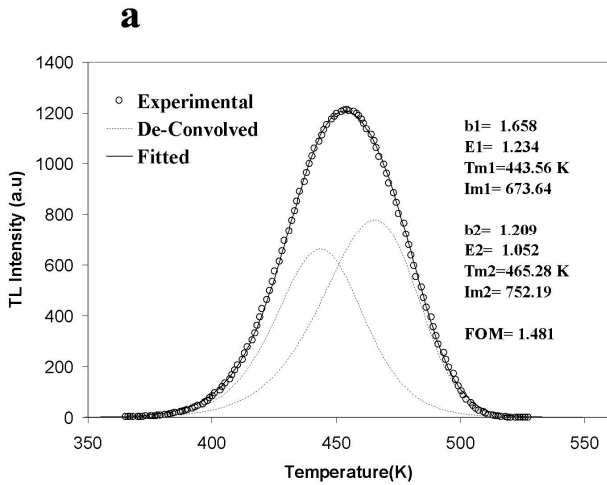 a
1400
1200
1000
800
600
400
200
0
TL Intensity (a.u)
Experimental
De-Convolved
Fitted
b1= 1.658
E1= 1.234
Tm1=443.56 K
Im1= 673.64
b2= 1.209
E2= 1.052
Tm2=465.28 K
Im2= 752.19
FOM= 1.481
350 400 450 500 550
Temperature(K)